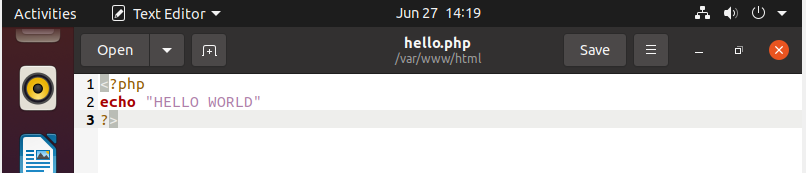 Activities Text Editor Jun 27 14:19
Open hello.php Save
/var/www/html
1 <?php
2 echo "HELLO WORLD"
3 ?>